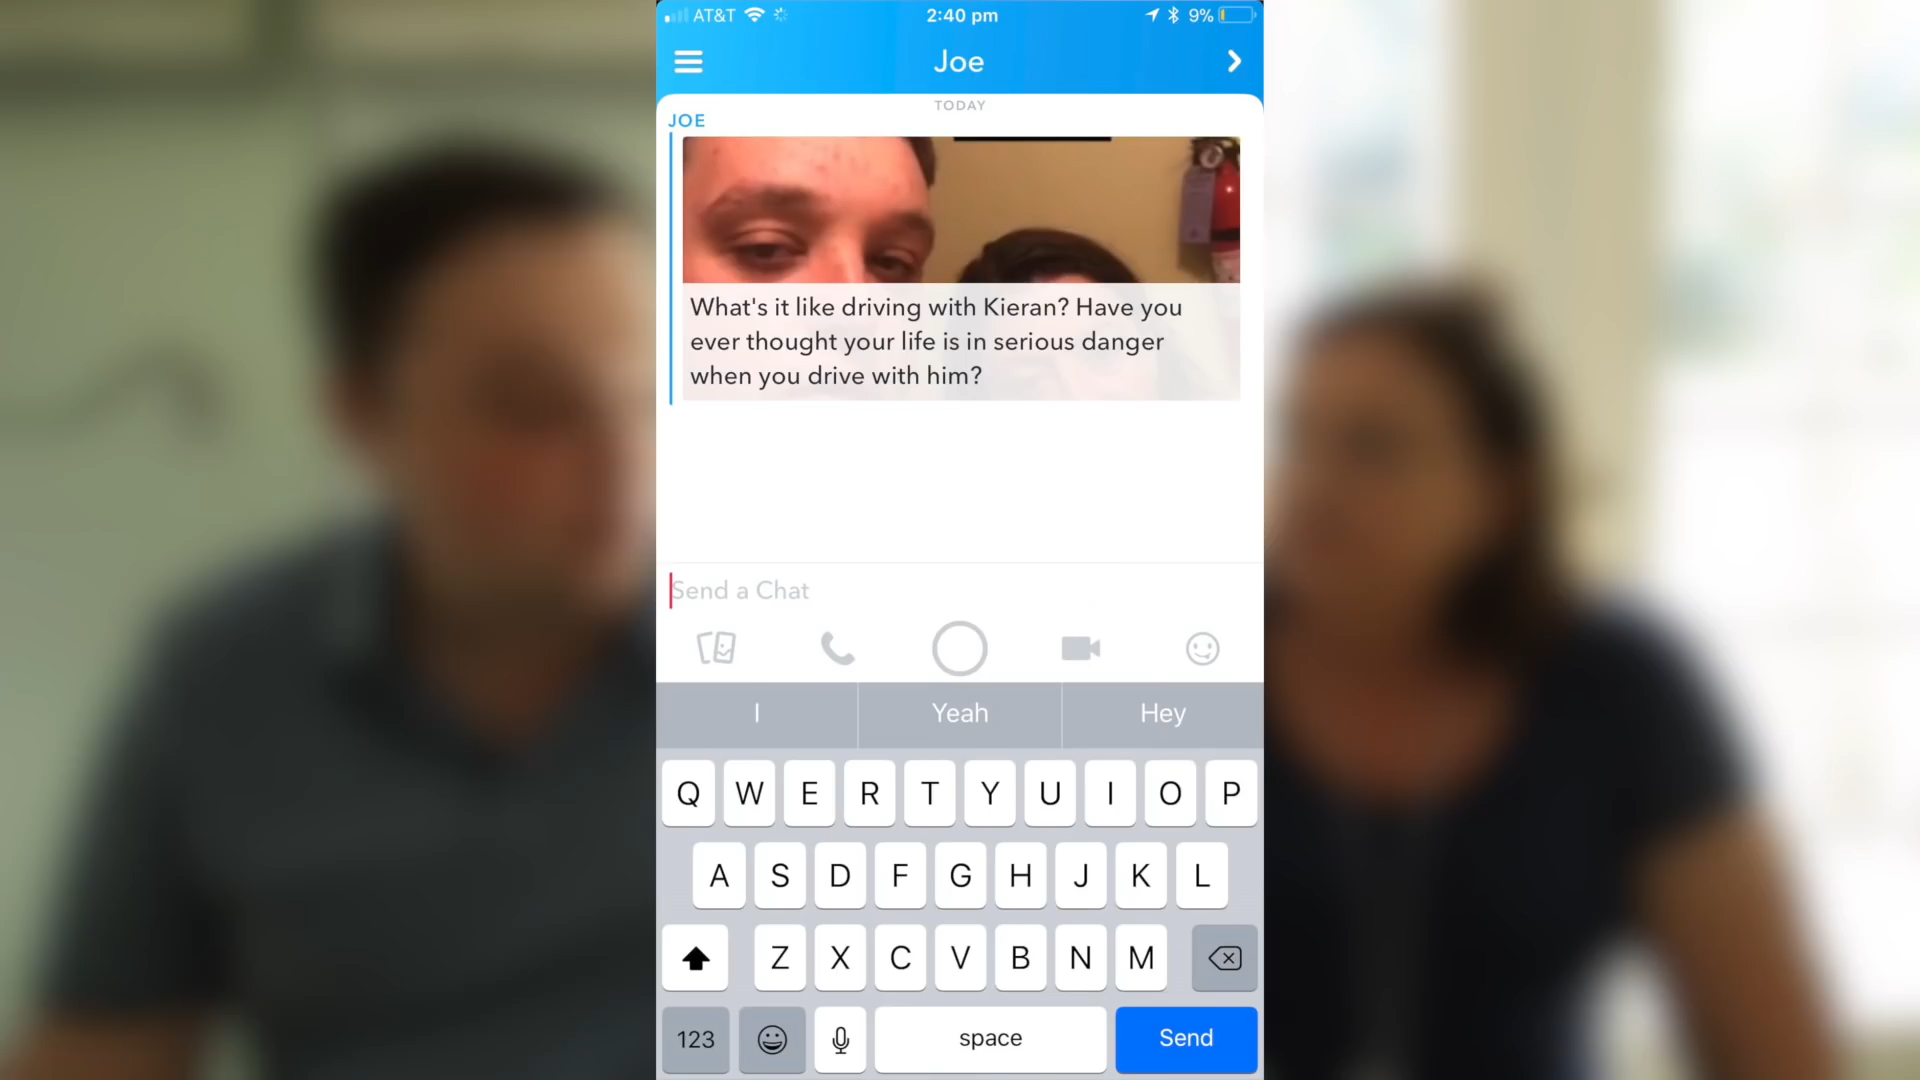 AT&T 2:40 pm 9%
Joe
TODAY
JOE
What's it like driving with Kieran? Have you
ever thought your life is in serious danger
when you drive with him?
Send a Chat
I Yeah Hey
Q W E R T Y U I O P
A S D F G H J K L
Z X C V B N M
123 space Send